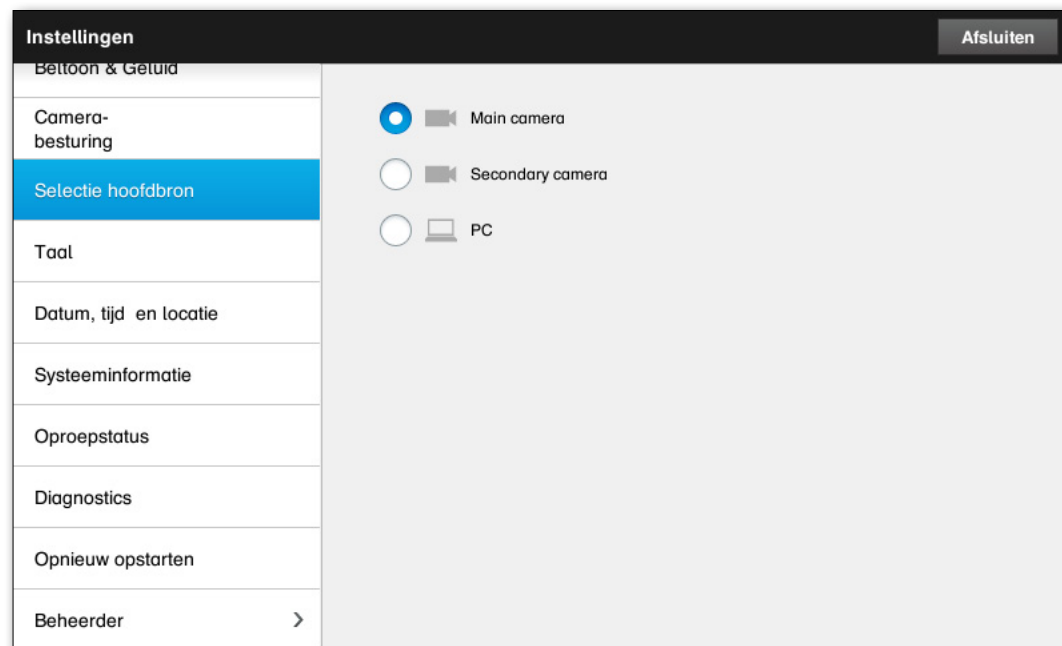 Instellingen
Afsluiten
Beltoon & Geluid
Camera-
besturing
Selectie hoofdbron
Taal
Datum, tijd  en locatie
Systeeminformatie
Oproepstatus
Diagnostics
Opnieuw opstarten
Beheerder
Main camera
Secondary camera
PC